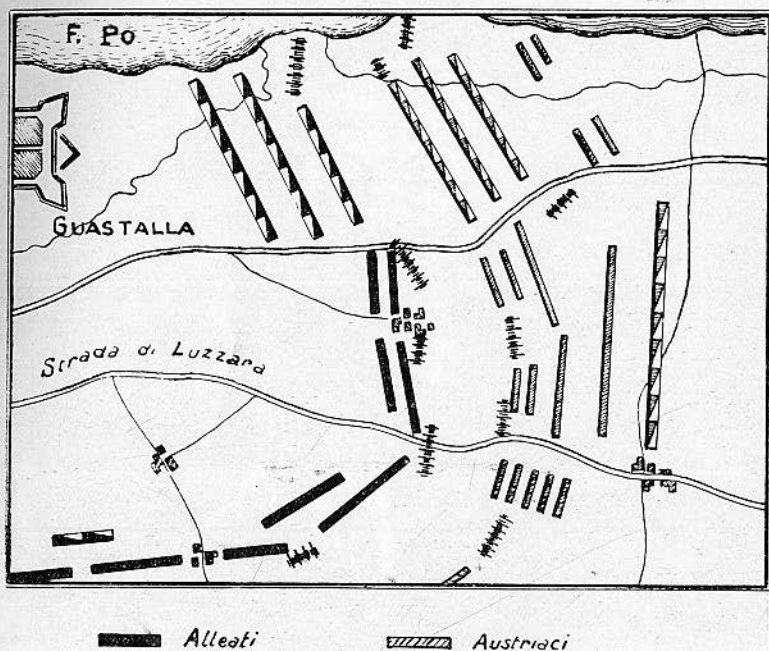 F. Po
GUASTALLA
Strada di Luzzara
Alleati
Austriaci